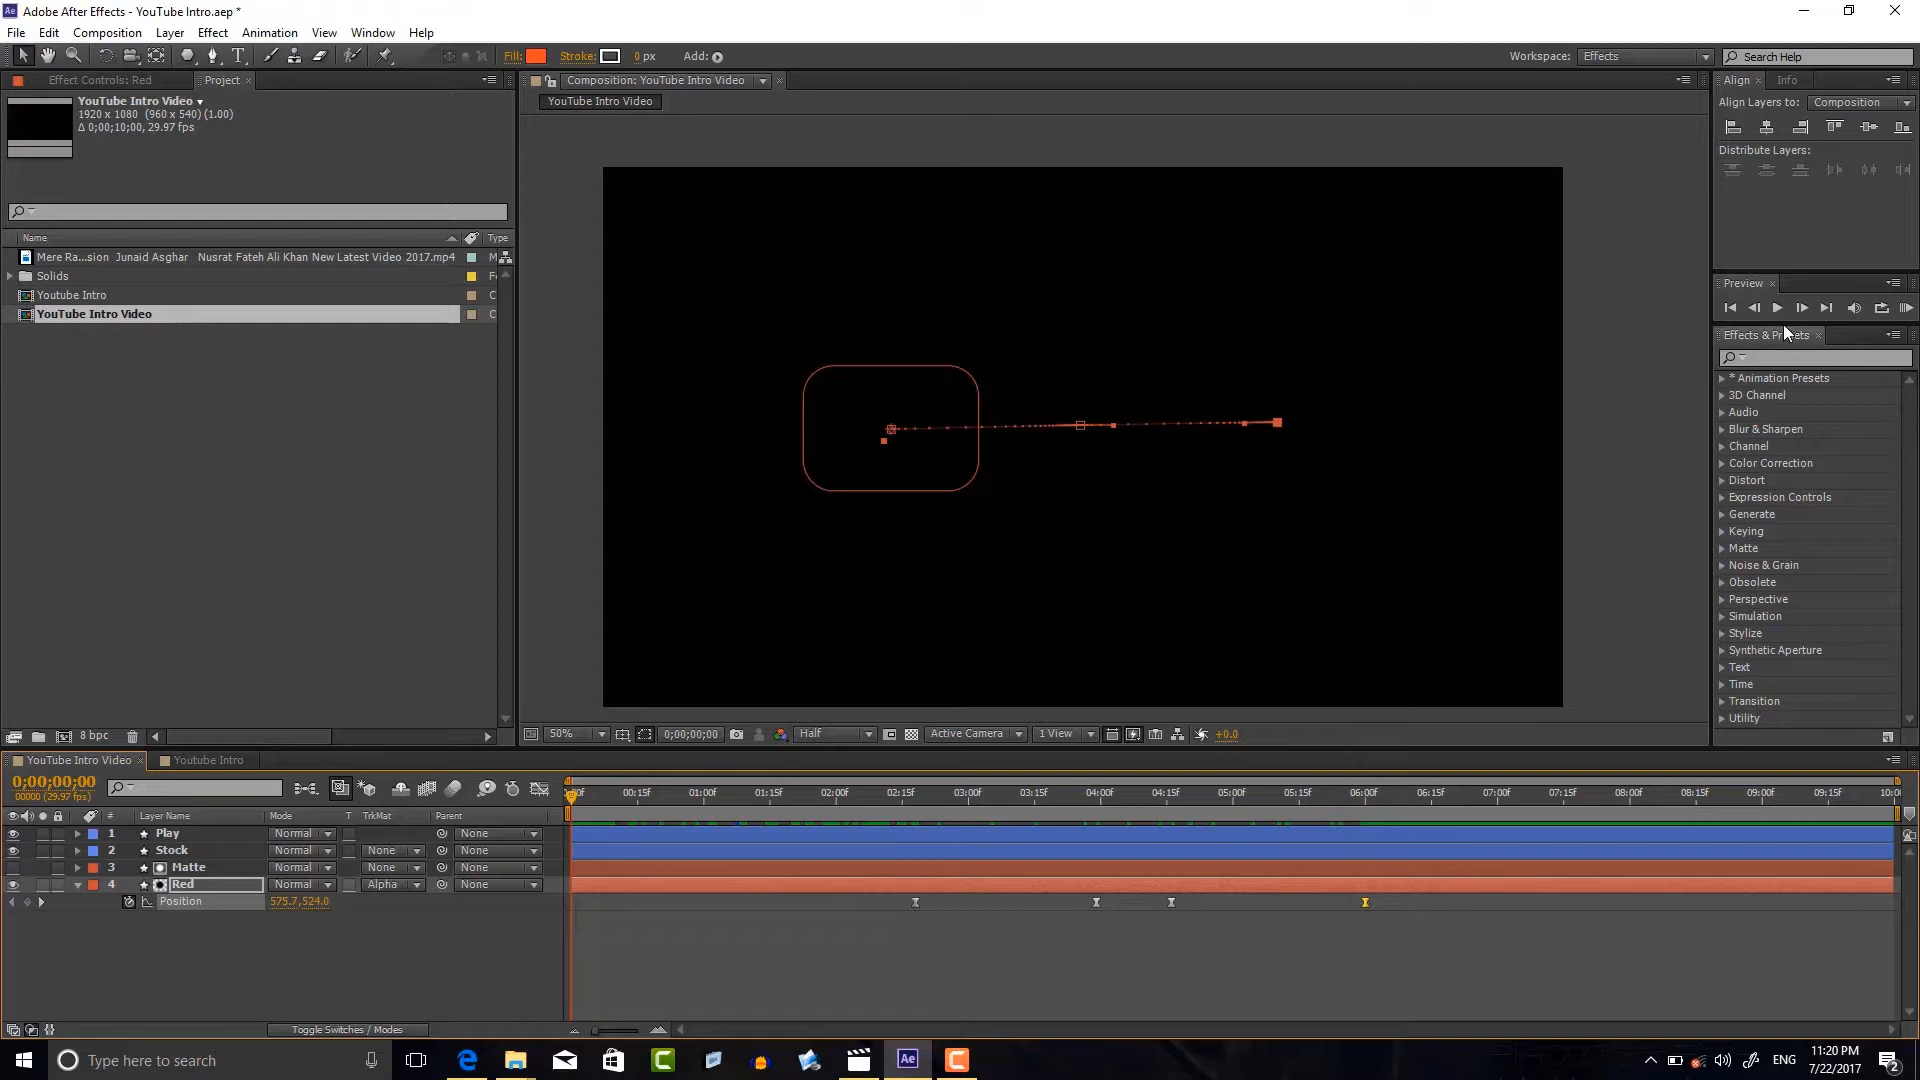 Ae Adobe After Effects - YouTube Intro.aep *
File Edit Composition Layer Effect Animation View Window Help
Fill: Stroke: 0 px Add: Workspace: Effects Search Help
Effect Controls: Red Project Composition: YouTube Intro Video Align Info
YouTube Intro Video
1920 x 1080 (960 x 540) (1.00)
Δ 0;00;10;00, 29.97 fps
YouTube Intro Video
Align Layers to: Composition
Distribute Layers:
Name Type
Mere Ra...sion Junaid Asghar Nusrat Fateh Ali Khan New Latest Video 2017.mp4 M
Solids F
Youtube Intro C
YouTube Intro Video C
Preview
Effects & Presets
* Animation Presets
3D Channel
Audio
Blur & Sharpen
Channel
Color Correction
Distort
Expression Controls
Generate
Keying
Matte
Noise & Grain
Obsolete
Perspective
Simulation
Stylize
Synthetic Aperture
Text
Time
Transition
Utility
8 bpc
50% 0;00;00;00 Half Active Camera 1 View +0.0
YouTube Intro Video Youtube Intro
0;00;00;00
00000 (29.97 fps)
00:15f 01:00f 01:15f 02:00f 02:15f 03:00f 03:15f 04:00f 04:15f 05:00f 05:15f 06:00f 06:15f 07:00f 07:15f 08:00f 08:15f 09:00f 09:15f 10:00
# Layer Name Mode T TrkMat Parent
1 Play Normal None
2 Stock Normal None None
3 Matte Normal None None
4 Red Normal Alpha None
Position 575.7,524.0
Toggle Switches / Modes
Type here to search
Ae
ENG
11:20 PM
7/22/2017
2